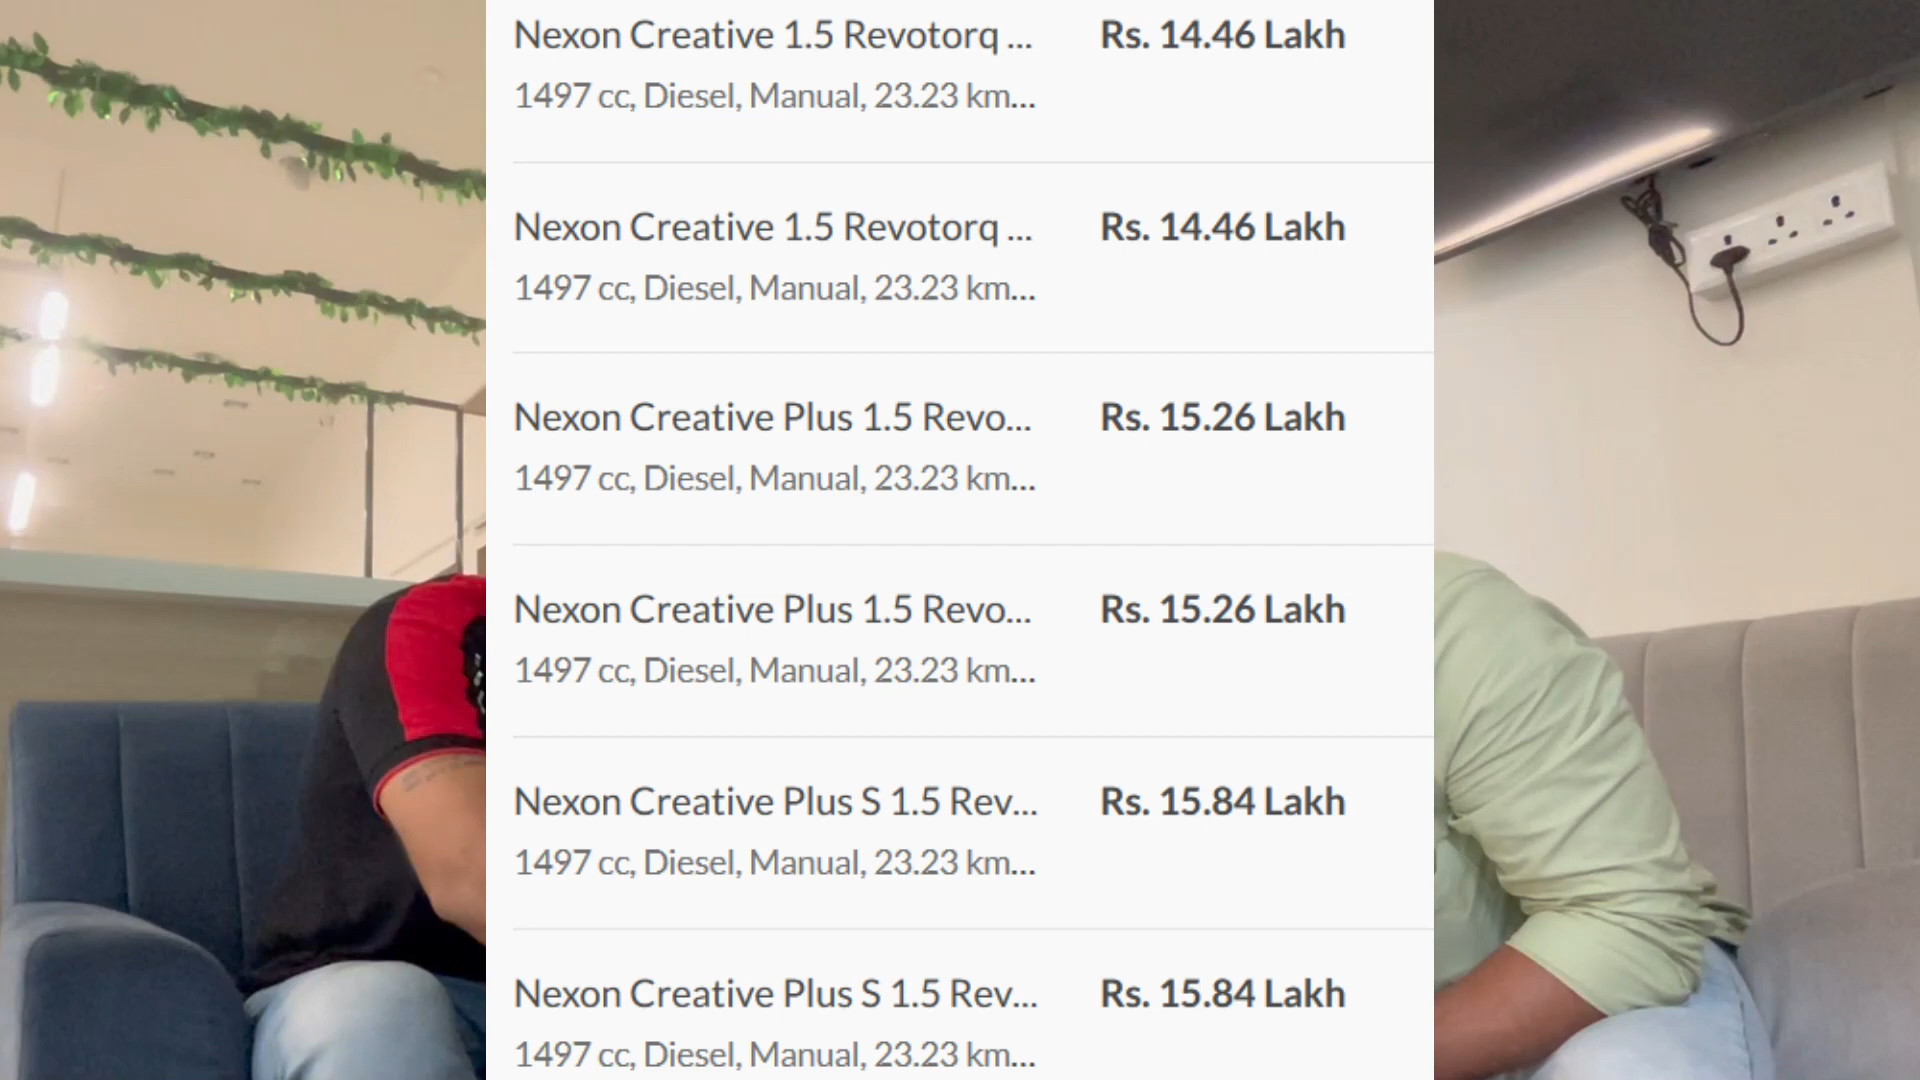 Nexon Creative 1.5 Revotorq ... Rs. 14.46 Lakh
1497 cc, Diesel, Manual, 23.23 km...
Nexon Creative 1.5 Revotorq ... Rs. 14.46 Lakh
1497 cc, Diesel, Manual, 23.23 km...
Nexon Creative Plus 1.5 Revo... Rs. 15.26 Lakh
1497 cc, Diesel, Manual, 23.23 km...
Nexon Creative Plus 1.5 Revo... Rs. 15.26 Lakh
1497 cc, Diesel, Manual, 23.23 km...
Nexon Creative Plus S 1.5 Rev... Rs. 15.84 Lakh
1497 cc, Diesel, Manual, 23.23 km...
Nexon Creative Plus S 1.5 Rev... Rs. 15.84 Lakh
1497 cc, Diesel, Manual, 23.23 km...